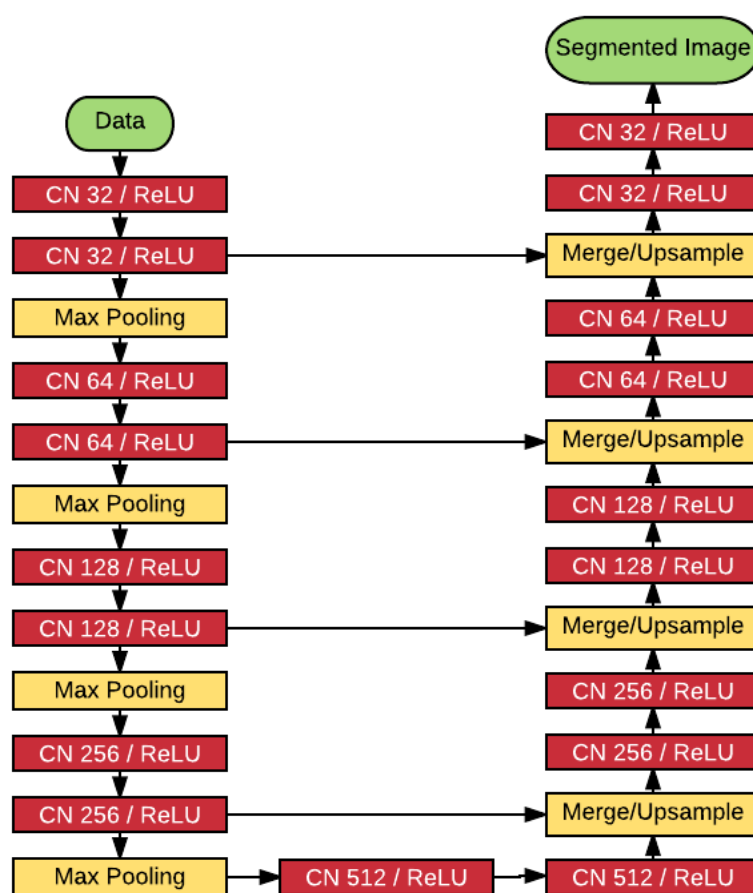 Data
CN 32 / ReLU
CN 32 / ReLU
Max Pooling
CN 64 / ReLU
CN 64 / ReLU
Max Pooling
CN 128 / ReLU
CN 128 / ReLU
Max Pooling
CN 256 / ReLU
CN 256 / ReLU
Max Pooling
CN 512 / ReLU
CN 512 / ReLU
Merge/Upsample
CN 256 / ReLU
CN 256 / ReLU
Merge/Upsample
CN 128 / ReLU
CN 128 / ReLU
Merge/Upsample
CN 64 / ReLU
CN 64 / ReLU
Merge/Upsample
CN 32 / ReLU
CN 32 / ReLU
Segmented Image